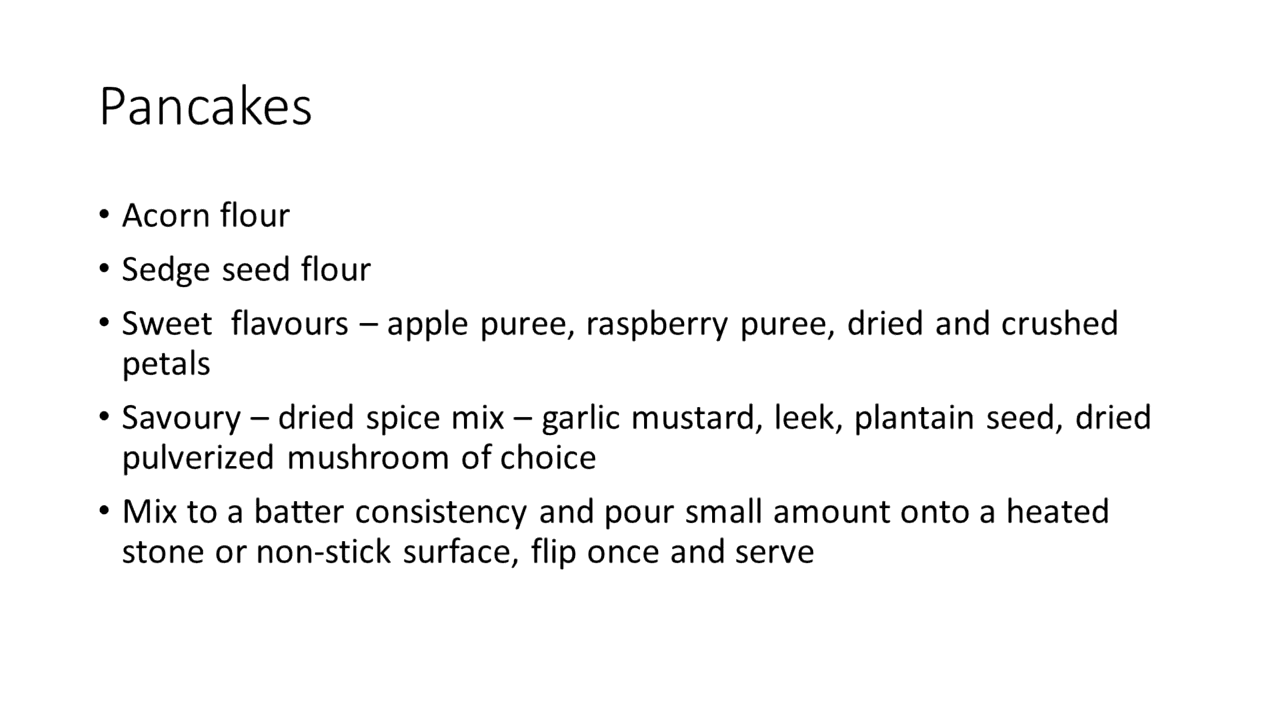 Pancakes
• Acorn flour
• Sedge seed flour
• Sweet  flavours – apple puree, raspberry puree, dried and crushed
petals
• Savoury – dried spice mix – garlic mustard, leek, plantain seed, dried
pulverized mushroom of choice
• Mix to a batter consistency and pour small amount onto a heated
stone or non-stick surface, flip once and serve